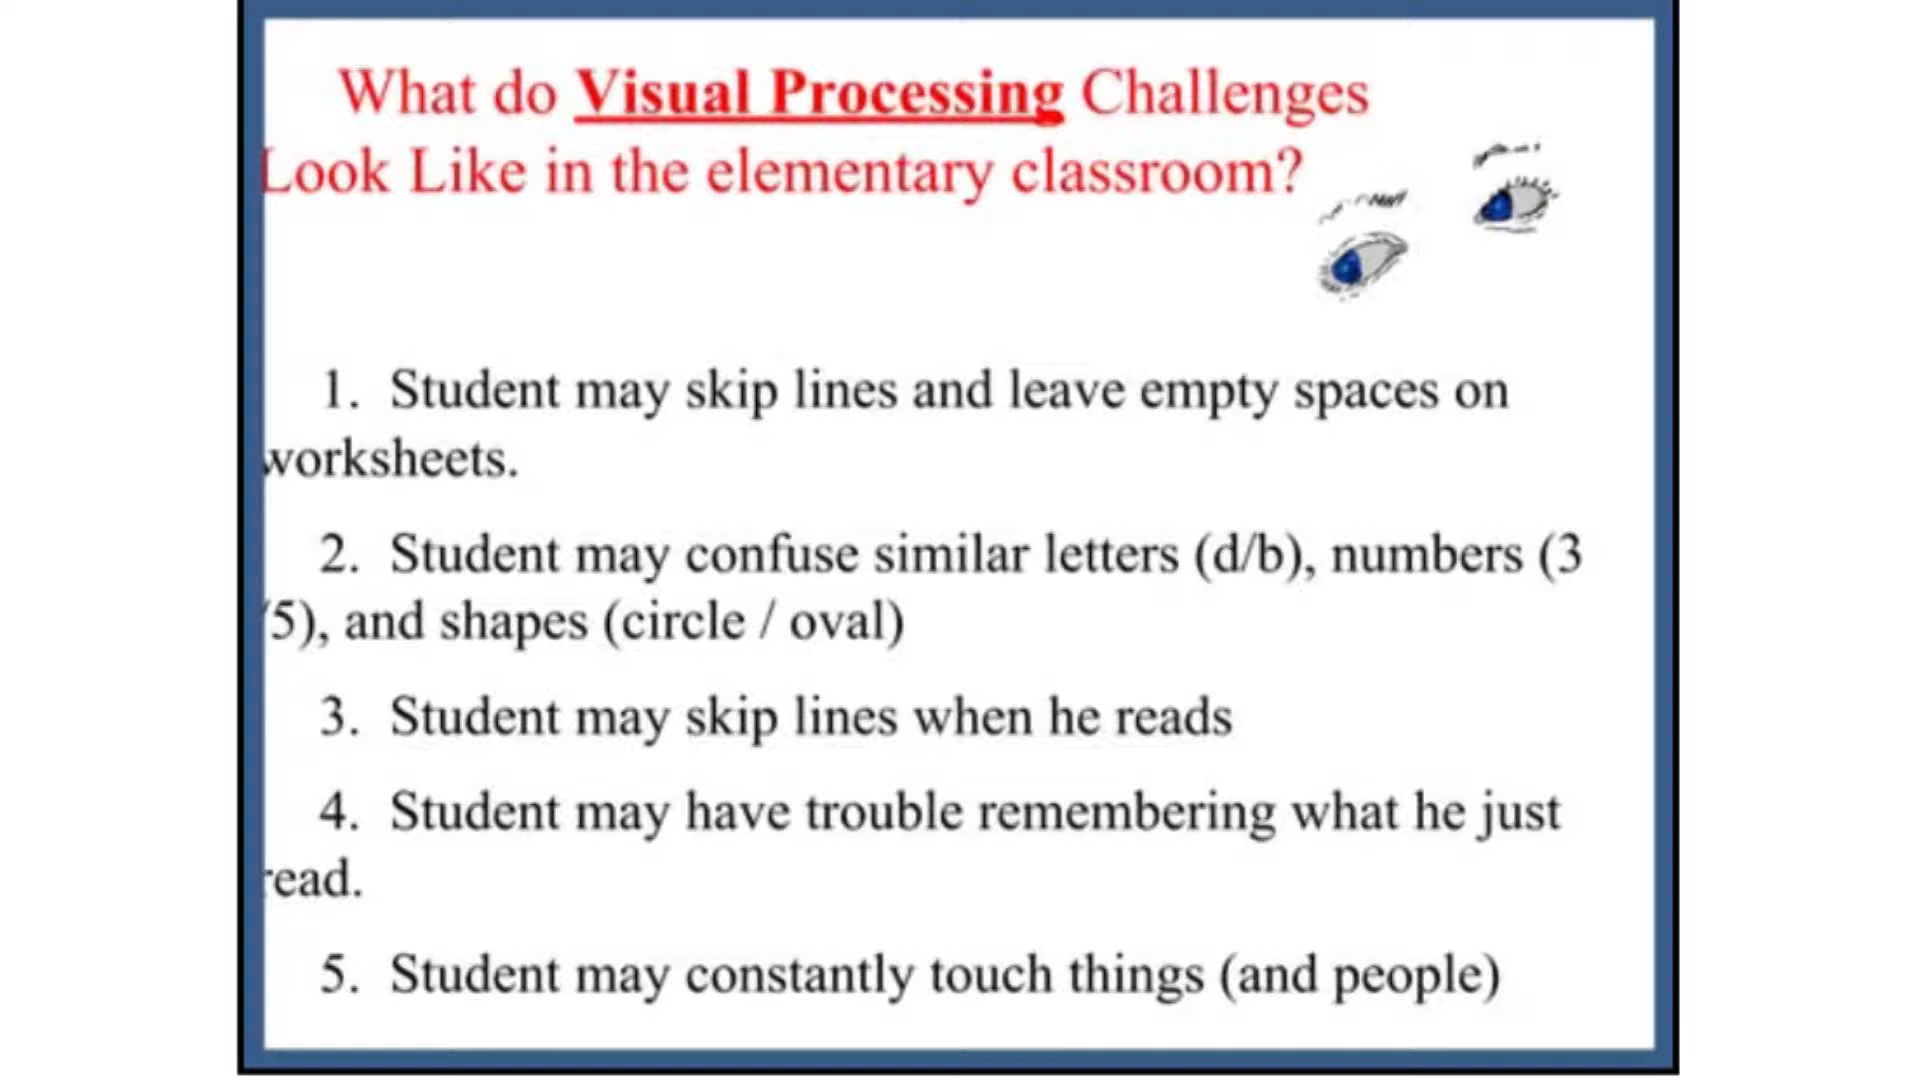 What do Visual Processing Challenges
Look Like in the elementary classroom?
1. Student may skip lines and leave empty spaces on
worksheets.
2. Student may confuse similar letters (d/b), numbers (3
/5), and shapes (circle / oval)
3. Student may skip lines when he reads
4. Student may have trouble remembering what he just
read.
5. Student may constantly touch things (and people)